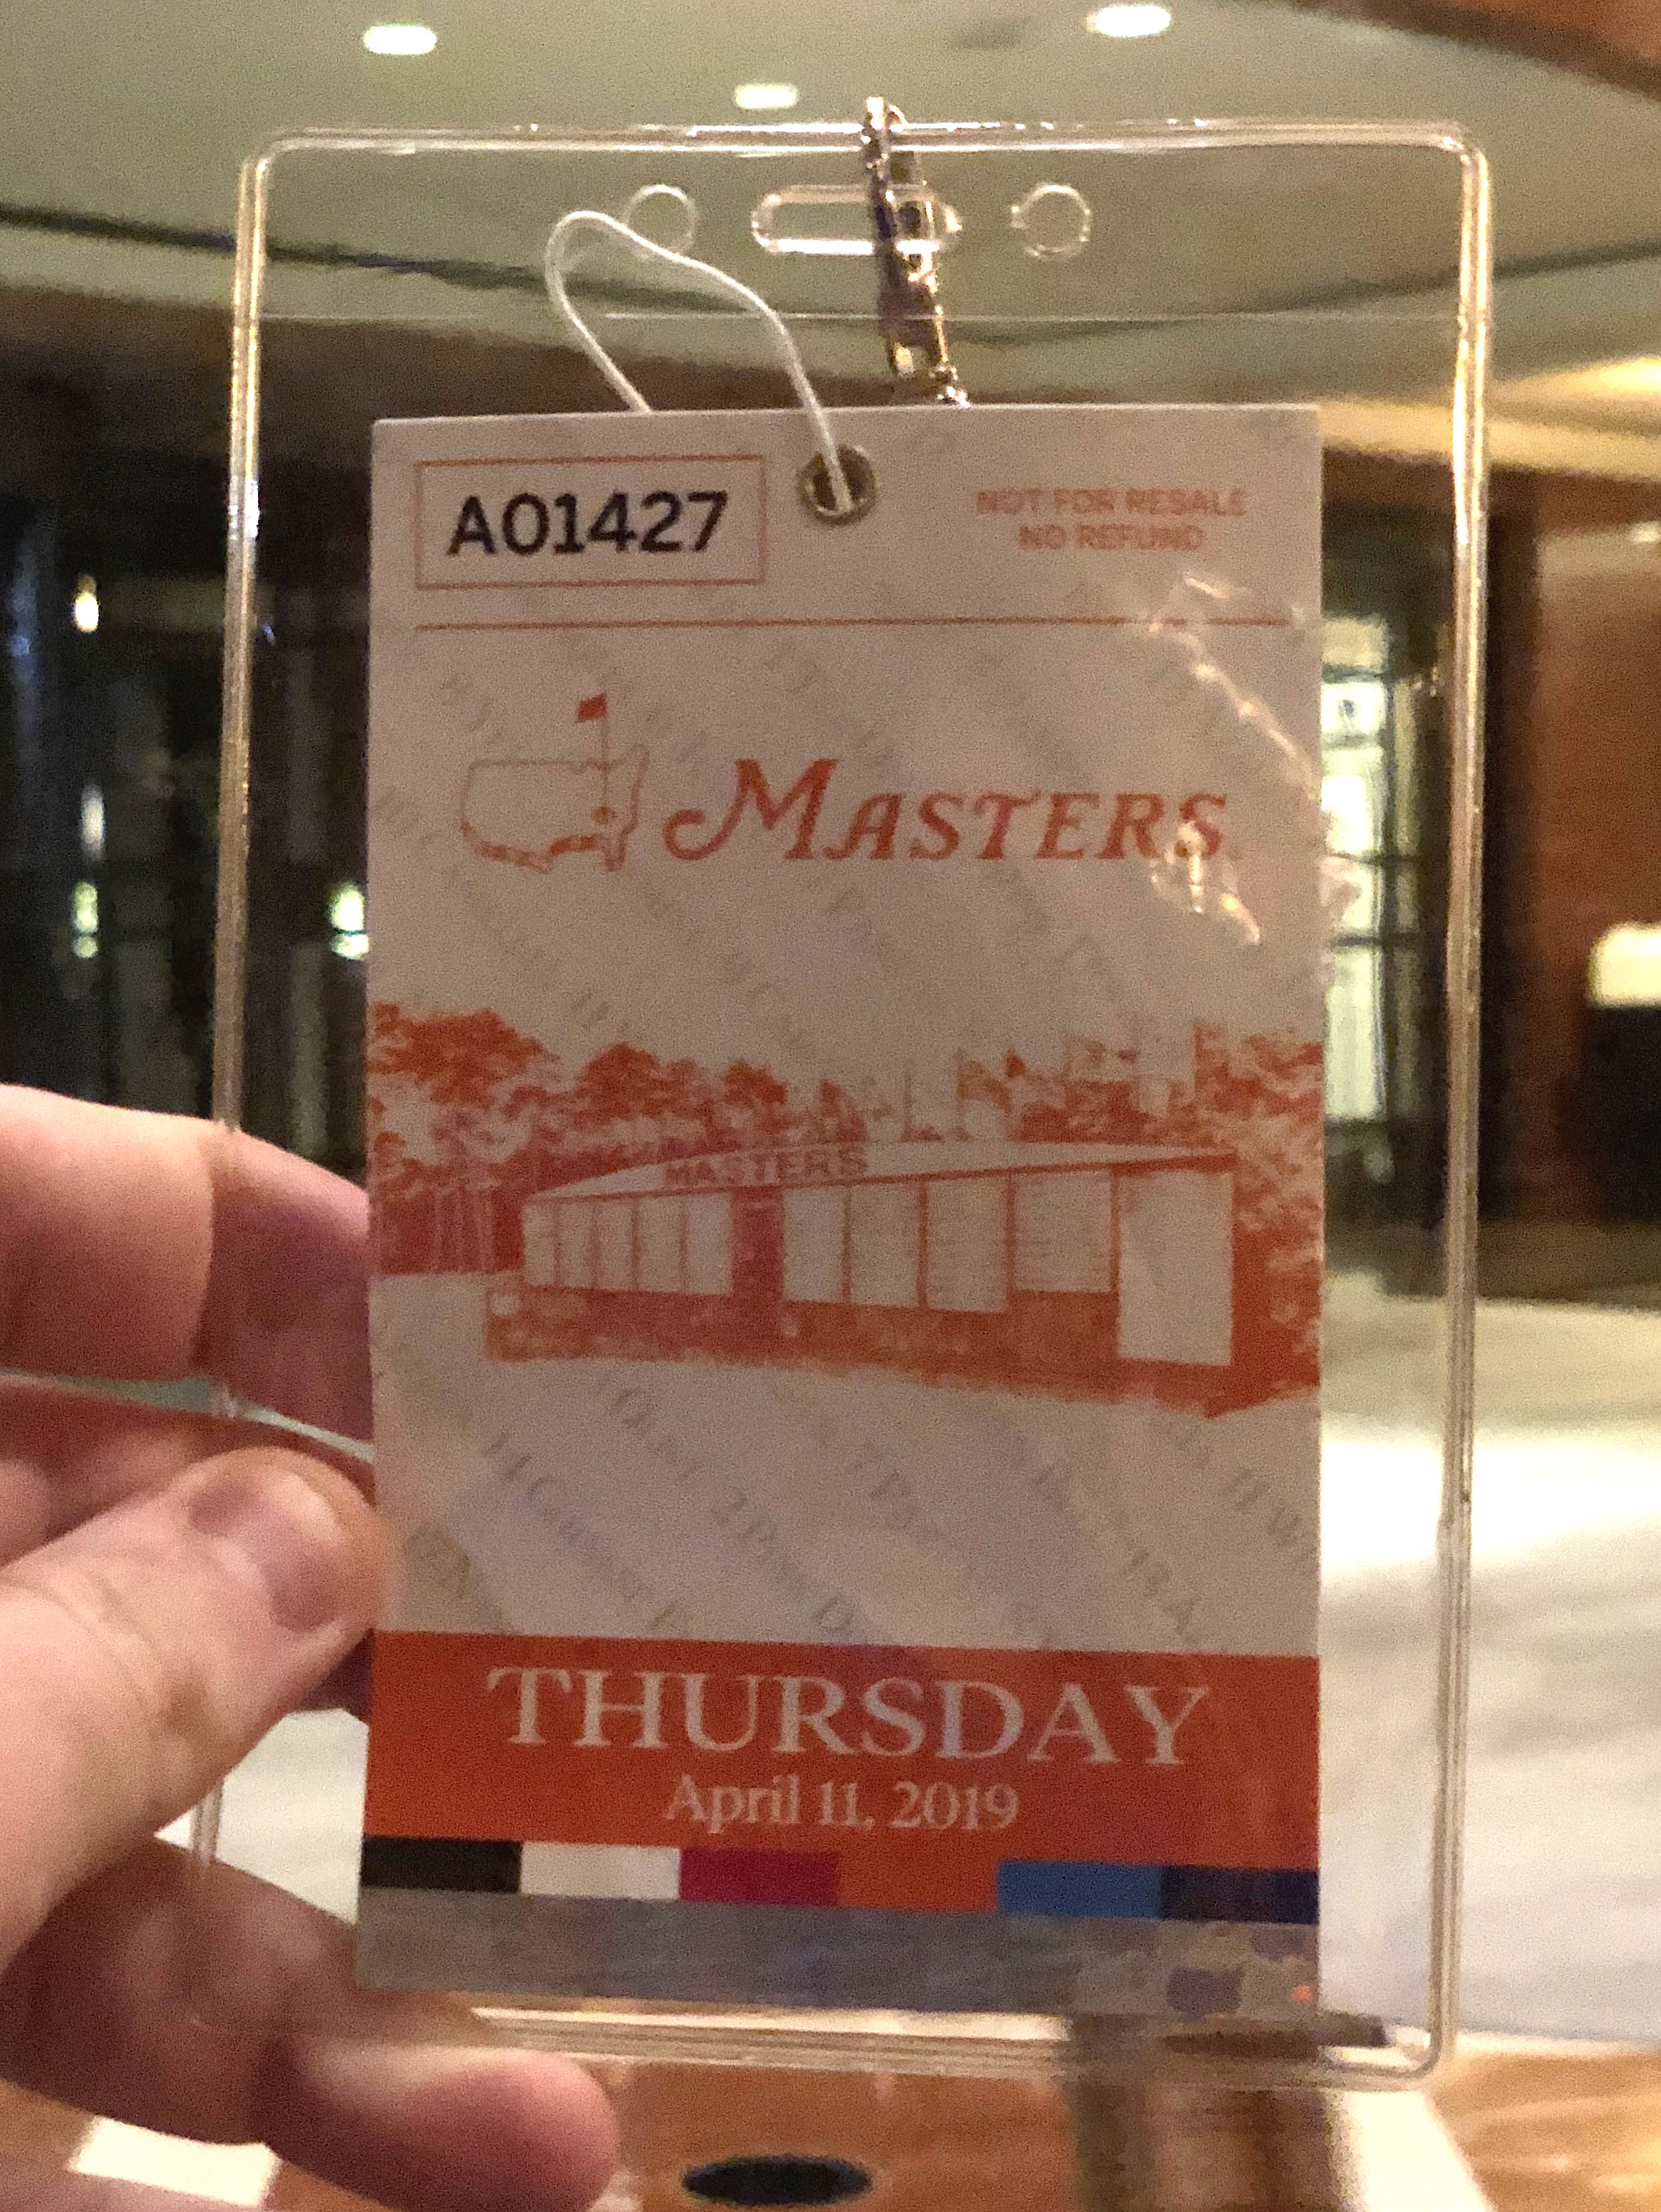 A01427
NOT FOR RESALE
NO REFUND
MASTERS
MASTERS
THURSDAY
April 11, 2019